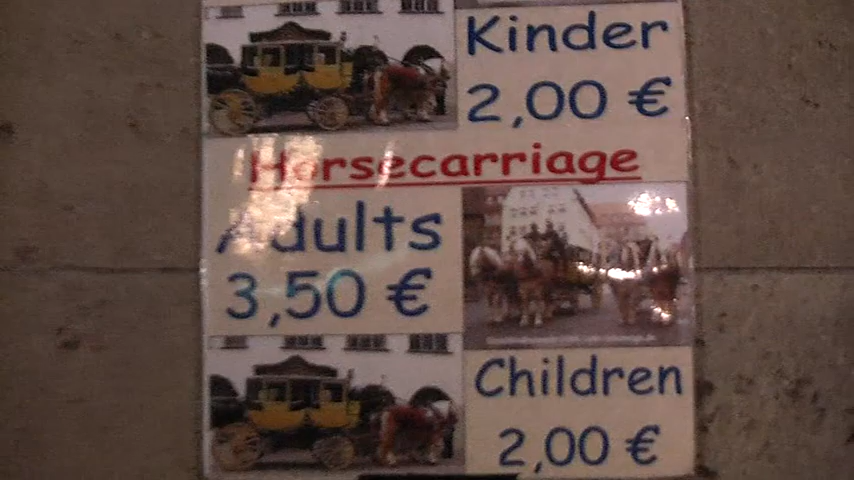 Kinder
2,00 €
Horsecarriage
Adults
3,50 €
Children
2,00 €